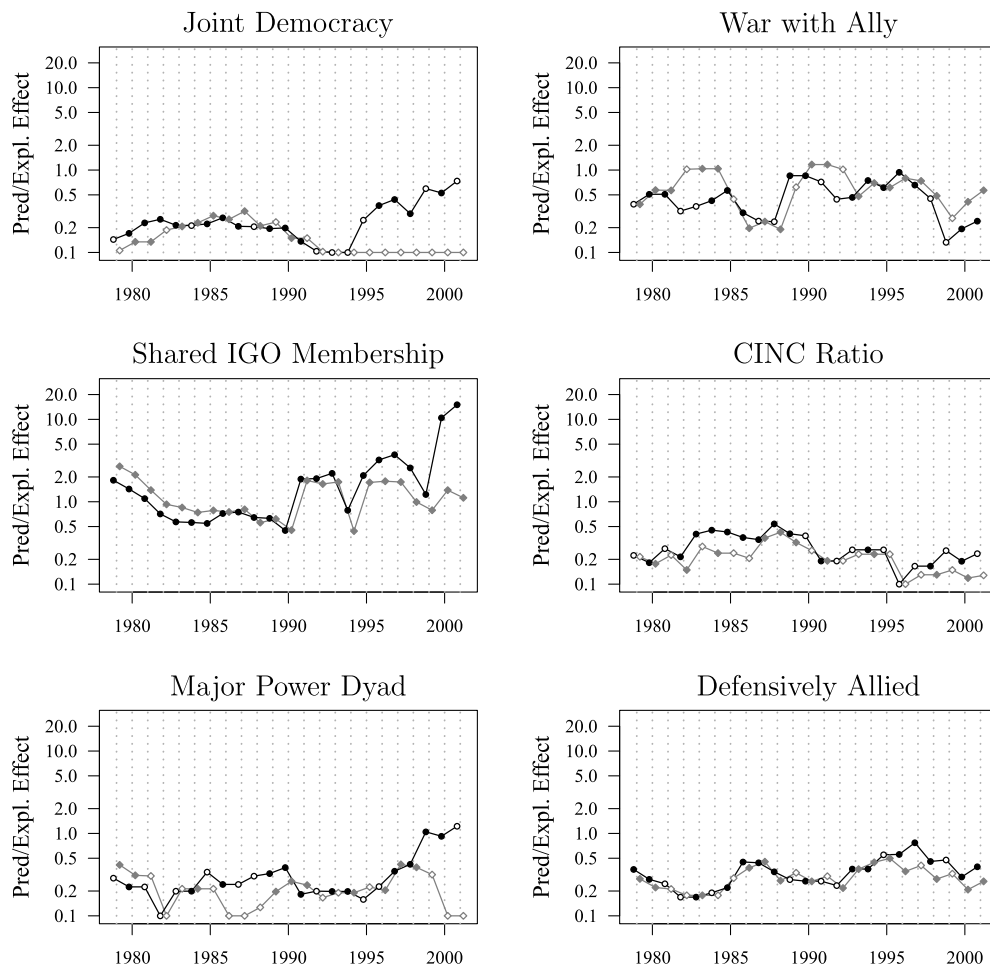 Joint Democracy
Pred/Expl. Effect
20.0
10.0
5.0
2.0
1.0
0.5
0.2
0.1
1980 1985 1990 1995 2000
War with Ally
Pred/Expl. Effect
20.0
10.0
5.0
2.0
1.0
0.5
0.2
0.1
1980 1985 1990 1995 2000
Shared IGO Membership
Pred/Expl. Effect
20.0
10.0
5.0
2.0
1.0
0.5
0.2
0.1
1980 1985 1990 1995 2000
CINC Ratio
Pred/Expl. Effect
20.0
10.0
5.0
2.0
1.0
0.5
0.2
0.1
1980 1985 1990 1995 2000
Major Power Dyad
Pred/Expl. Effect
20.0
10.0
5.0
2.0
1.0
0.5
0.2
0.1
1980 1985 1990 1995 2000
Defensively Allied
Pred/Expl. Effect
20.0
10.0
5.0
2.0
1.0
0.5
0.2
0.1
1980 1985 1990 1995 2000